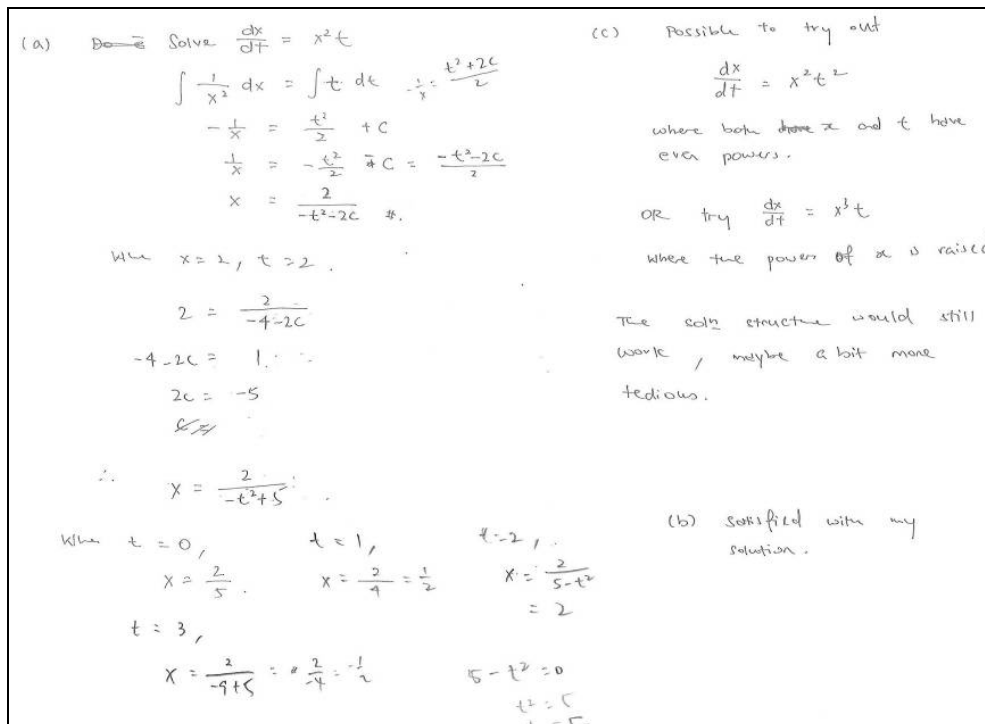 (a) Solve dx/dt = x²t
∫ 1/x² dx = ∫ t dt   -1/x = (t²+2c)/2
-1/x = t²/2 + C
1/x = -t²/2 - C = (-t²-2c)/2
x = 2/(-t²-2c) #.
When x=2, t=2.
2 = 2/(-4-2c)
-4-2c = 1.
2c = -5
∴ x = 2/(-t²+5)
When t=0,
x = 2/5.
t=1,
x = 2/4 = 1/2
t=2,
x = 2/(5-t²)
= 2
t=3,
x = 2/(-9+5) = 2/-4 = -1/2
5-t²=0
t²=5
(c) Possible to try out
dx/dt = x²t²
where both x and t have
even powers.
OR try dx/dt = x³t
where the power of x is raised
The soln structure would still
work, maybe a bit more
tedious.
(b) Satisfied with my
solution.